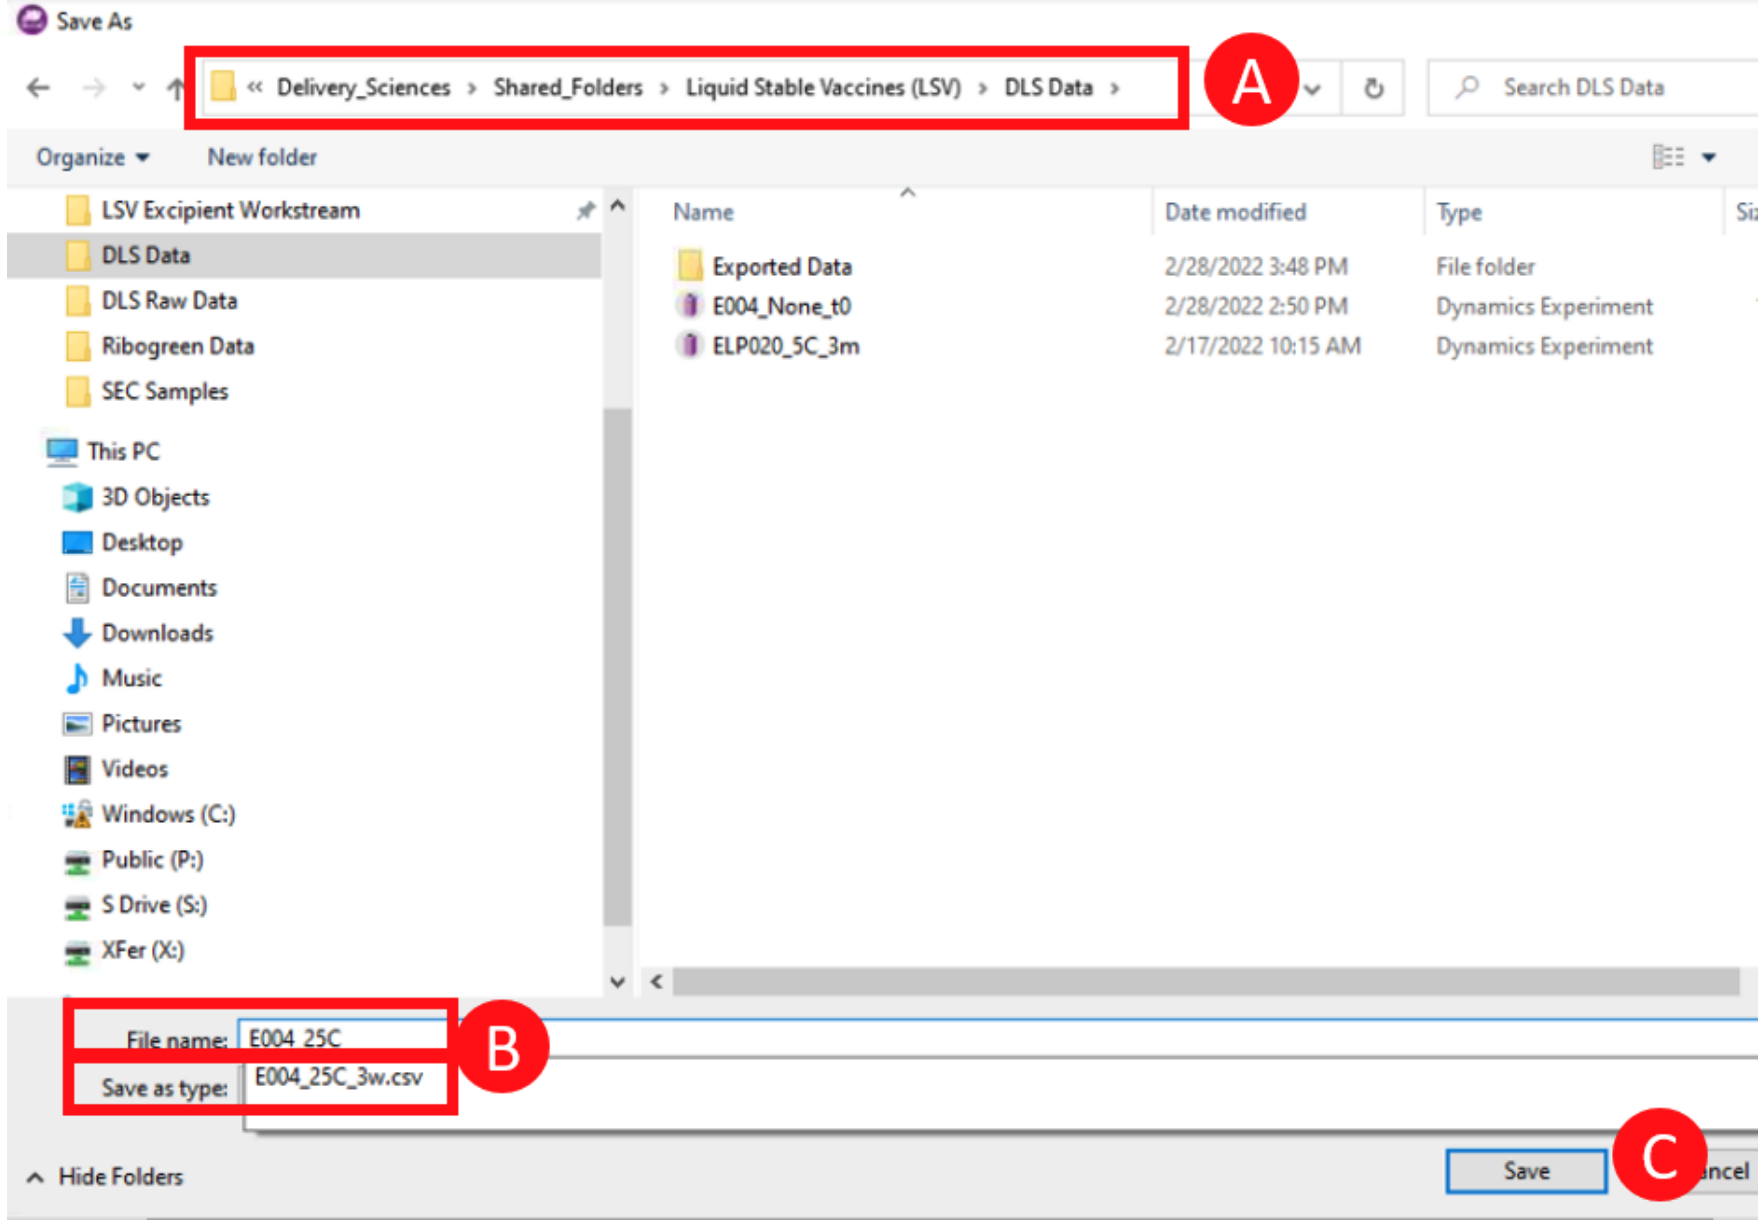 Save As
« Delivery_Sciences > Shared_Folders > Liquid Stable Vaccines (LSV) > DLS Data > A Search DLS Data
Organize New folder
LSV Excipient Workstream
DLS Data
DLS Raw Data
Ribogreen Data
SEC Samples
This PC
3D Objects
Desktop
Documents
Downloads
Music
Pictures
Videos
Windows (C:)
Public (P:)
S Drive (S:)
XFer (X:)
Name Date modified Type Siz
Exported Data 2/28/2022 3:48 PM File folder
E004_None_t0 2/28/2022 2:50 PM Dynamics Experiment
ELP020_5C_3m 2/17/2022 10:15 AM Dynamics Experiment
File name: E004_25C B
Save as type: E004_25C_3w.csv
Hide Folders Save C ancel